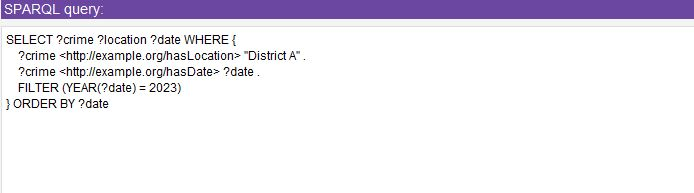 SPARQL query:
SELECT ?crime ?location ?date WHERE {
?crime <http://example.org/hasLocation> "District A" .
?crime <http://example.org/hasDate> ?date .
FILTER (YEAR(?date) = 2023)
} ORDER BY ?date